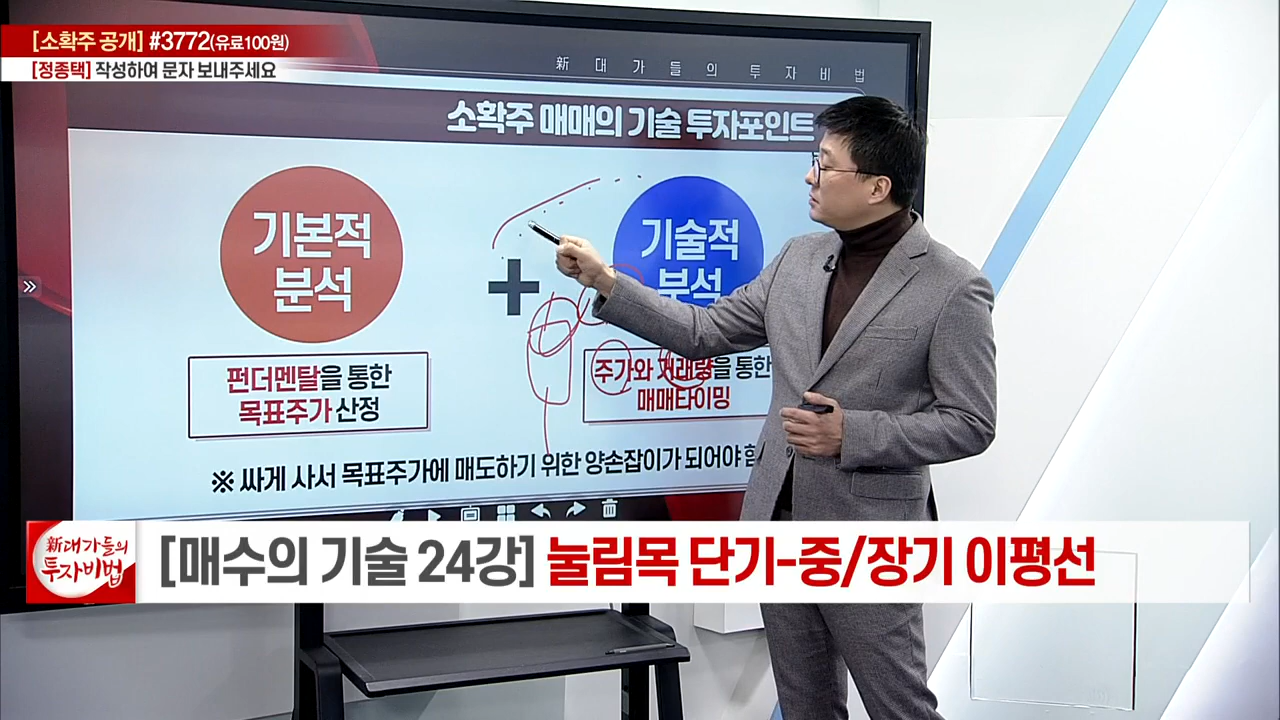 [소확주 공개] #3772(유료100원)
[정종택] 작성하여 문자 보내주세요
新 대가들의 투자비법
소확주 매매의 기술 투자포인트
기본적
분석
+
기술적
분석
펀더멘탈을 통한
목표주가 산정
주가와 거래량을 통한
매매타이밍
※ 싸게 사서 목표주가에 매도하기 위한 양손잡이가 되어야 함
新대가들의
투자비법
[매수의 기술 24강] 눌림목 단기-중/장기 이평선